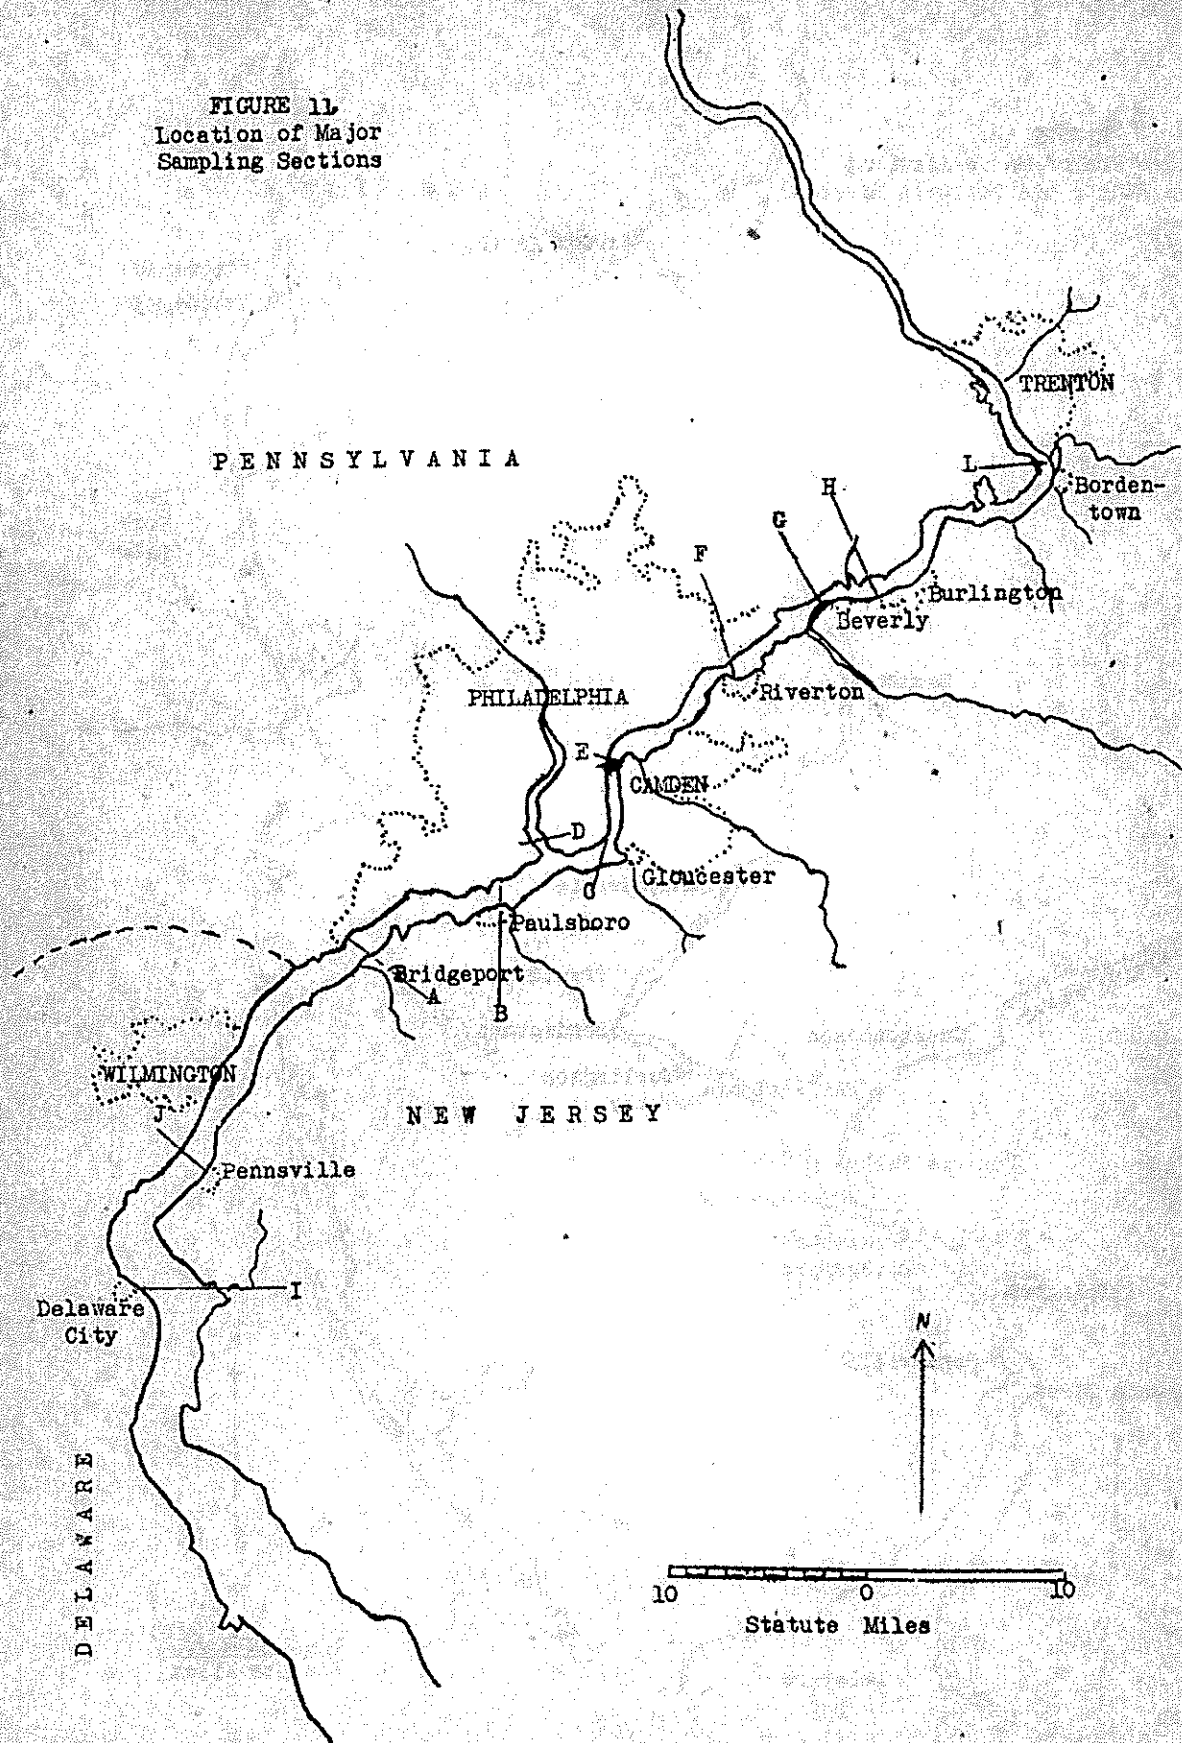 FIGURE 11
Location of Major
Sampling Sections
TRENTON
PENNSYLVANIA
L
Borden-
town
H
G
F
Burlington
Beverly
Riverton
PHILADELPHIA
E
CAMDEN
D
C
Gloucester
Paulsboro
Bridgeport
A
B
WILMINGTON
J
NEW JERSEY
Pennsville
I
Delaware
City
N
DELAWARE
10 0 10
Statute Miles